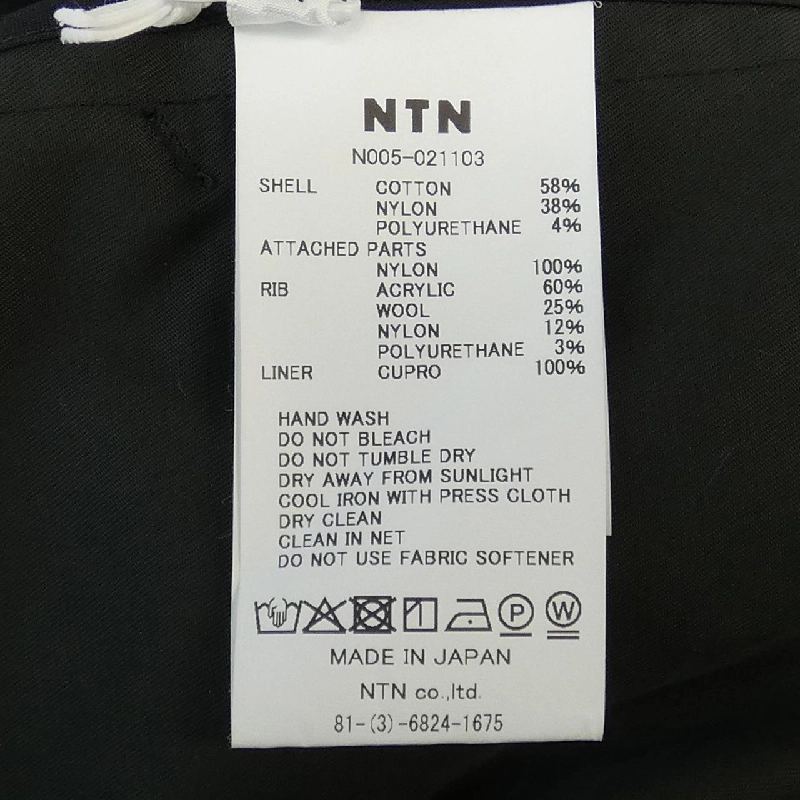 NTN
N005-021103
SHELL COTTON 58%
NYLON 38%
POLYURETHANE 4%
ATTACHED PARTS
NYLON 100%
RIB ACRYLIC 60%
WOOL 25%
NYLON 12%
POLYURETHANE 3%
LINER CUPRO 100%
HAND WASH
DO NOT BLEACH
DO NOT TUMBLE DRY
DRY AWAY FROM SUNLIGHT
COOL IRON WITH PRESS CLOTH
DRY CLEAN
CLEAN IN NET
DO NOT USE FABRIC SOFTENER
P W
MADE IN JAPAN
NTN co.,ltd.
81-(3)-6824-1675